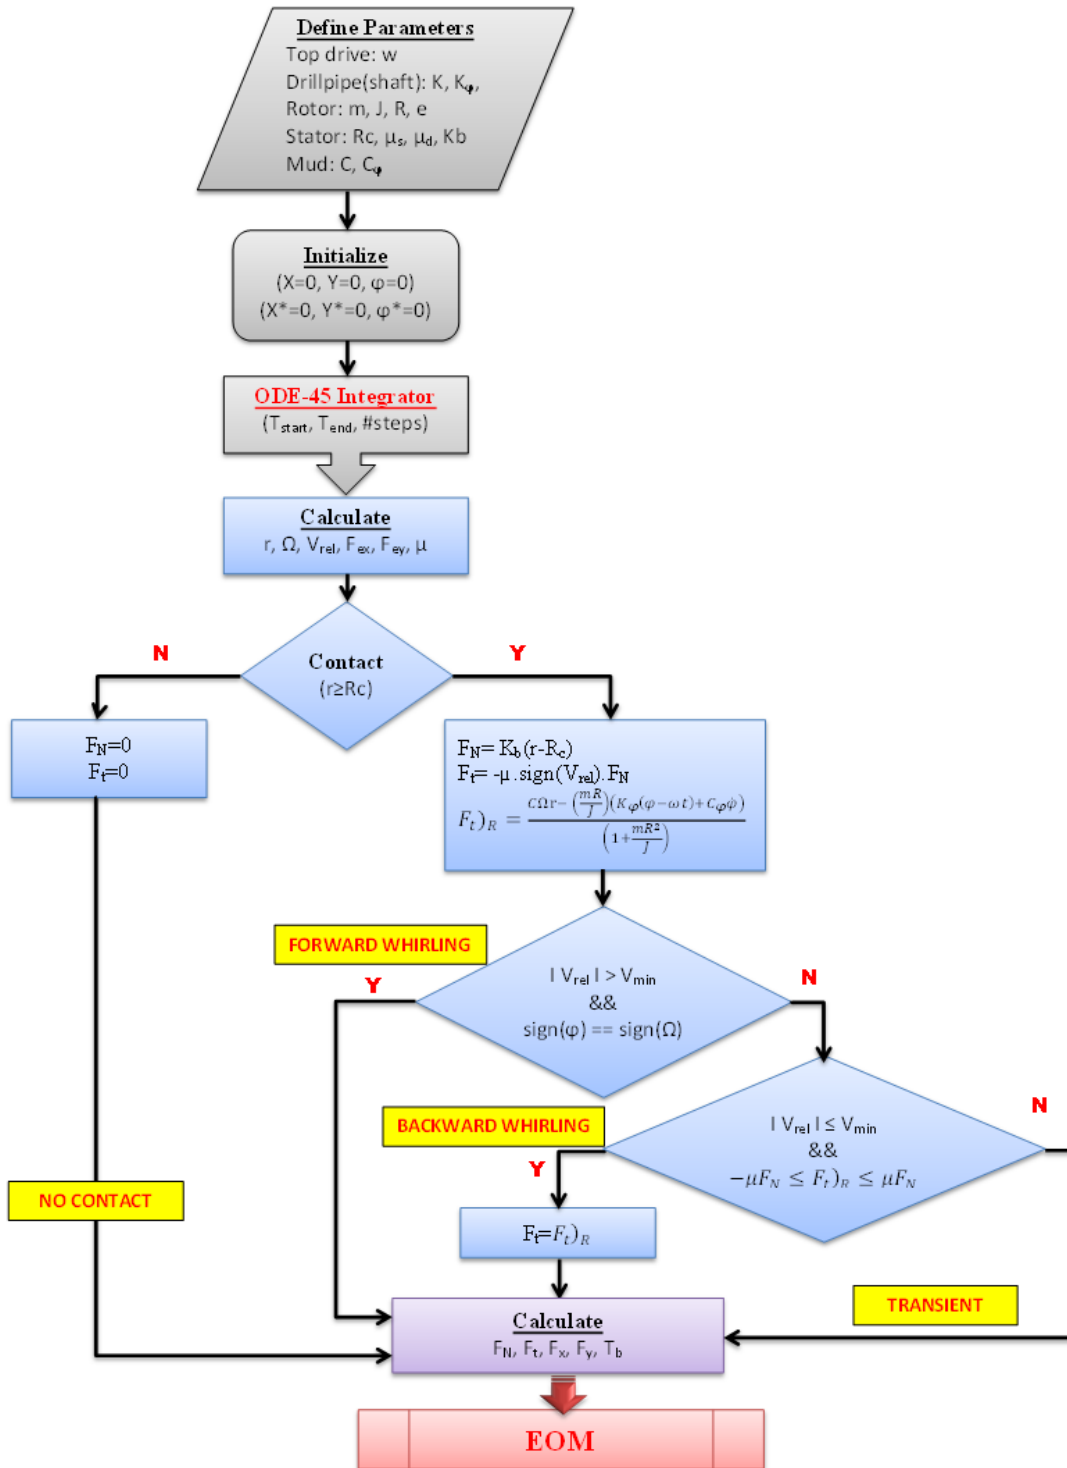 Define Parameters
Top drive: w
Drillpipe(shaft): K, Kφ,
Rotor: m, J, R, e
Stator: Rc, μs, μd, Kb
Mud: C, Cφ
Initialize
(X=0, Y=0, φ=0)
(X*=0, Y*=0, φ*=0)
ODE-45 Integrator
(Tstart, Tend, #steps)
Calculate
r, Ω, Vrel, Fex, Fey, μ
N
Contact
(r≥Rc)
Y
FN=0
Ft=0
FN= Kb(r-Rc)
Ft= -μ.sign(Vrel).FN
Ft)R = (CΩr−(mR/J)(Kφ(φ−ωt)+Cφφ̇))/(1+mR²/J)
FORWARD WHIRLING
Y
| Vrel | > Vmin
&&
sign(φ) == sign(Ω)
N
BACKWARD WHIRLING
Y
| Vrel | ≤ Vmin
&&
−μFN ≤ Ft)R ≤ μFN
N
NO CONTACT
Ft=Ft)R
TRANSIENT
Calculate
FN, Ft, Fx, Fy, Tb
EOM